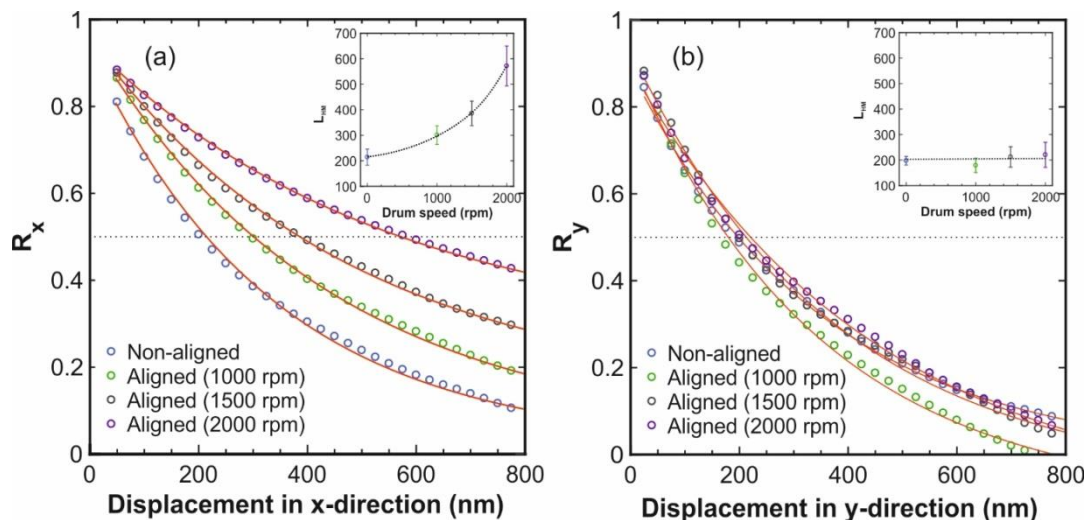 (a)
R_x
1
0.8
0.6
0.4
0.2
0
0 200 400 600 800
Displacement in x-direction (nm)
Non-aligned
Aligned (1000 rpm)
Aligned (1500 rpm)
Aligned (2000 rpm)
700
600
500
400
300
200
100
L_HM
0 1000 2000
Drum speed (rpm)
(b)
R_y
1
0.8
0.6
0.4
0.2
0
0 200 400 600 800
Displacement in y-direction (nm)
Non-aligned
Aligned (1000 rpm)
Aligned (1500 rpm)
Aligned (2000 rpm)
700
600
500
400
300
200
100
L_HM
0 1000 2000
Drum speed (rpm)